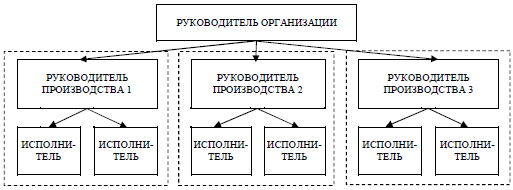 РУКОВОДИТЕЛЬ ОРГАНИЗАЦИИ
РУКОВОДИТЕЛЬ
ПРОИЗВОДСТВА 1
РУКОВОДИТЕЛЬ
ПРОИЗВОДСТВА 2
РУКОВОДИТЕЛЬ
ПРОИЗВОДСТВА 3
ИСПОЛНИ-
ТЕЛЬ
ИСПОЛНИ-
ТЕЛЬ
ИСПОЛНИ-
ТЕЛЬ
ИСПОЛНИ-
ТЕЛЬ
ИСПОЛНИ-
ТЕЛЬ
ИСПОЛНИ-
ТЕЛЬ